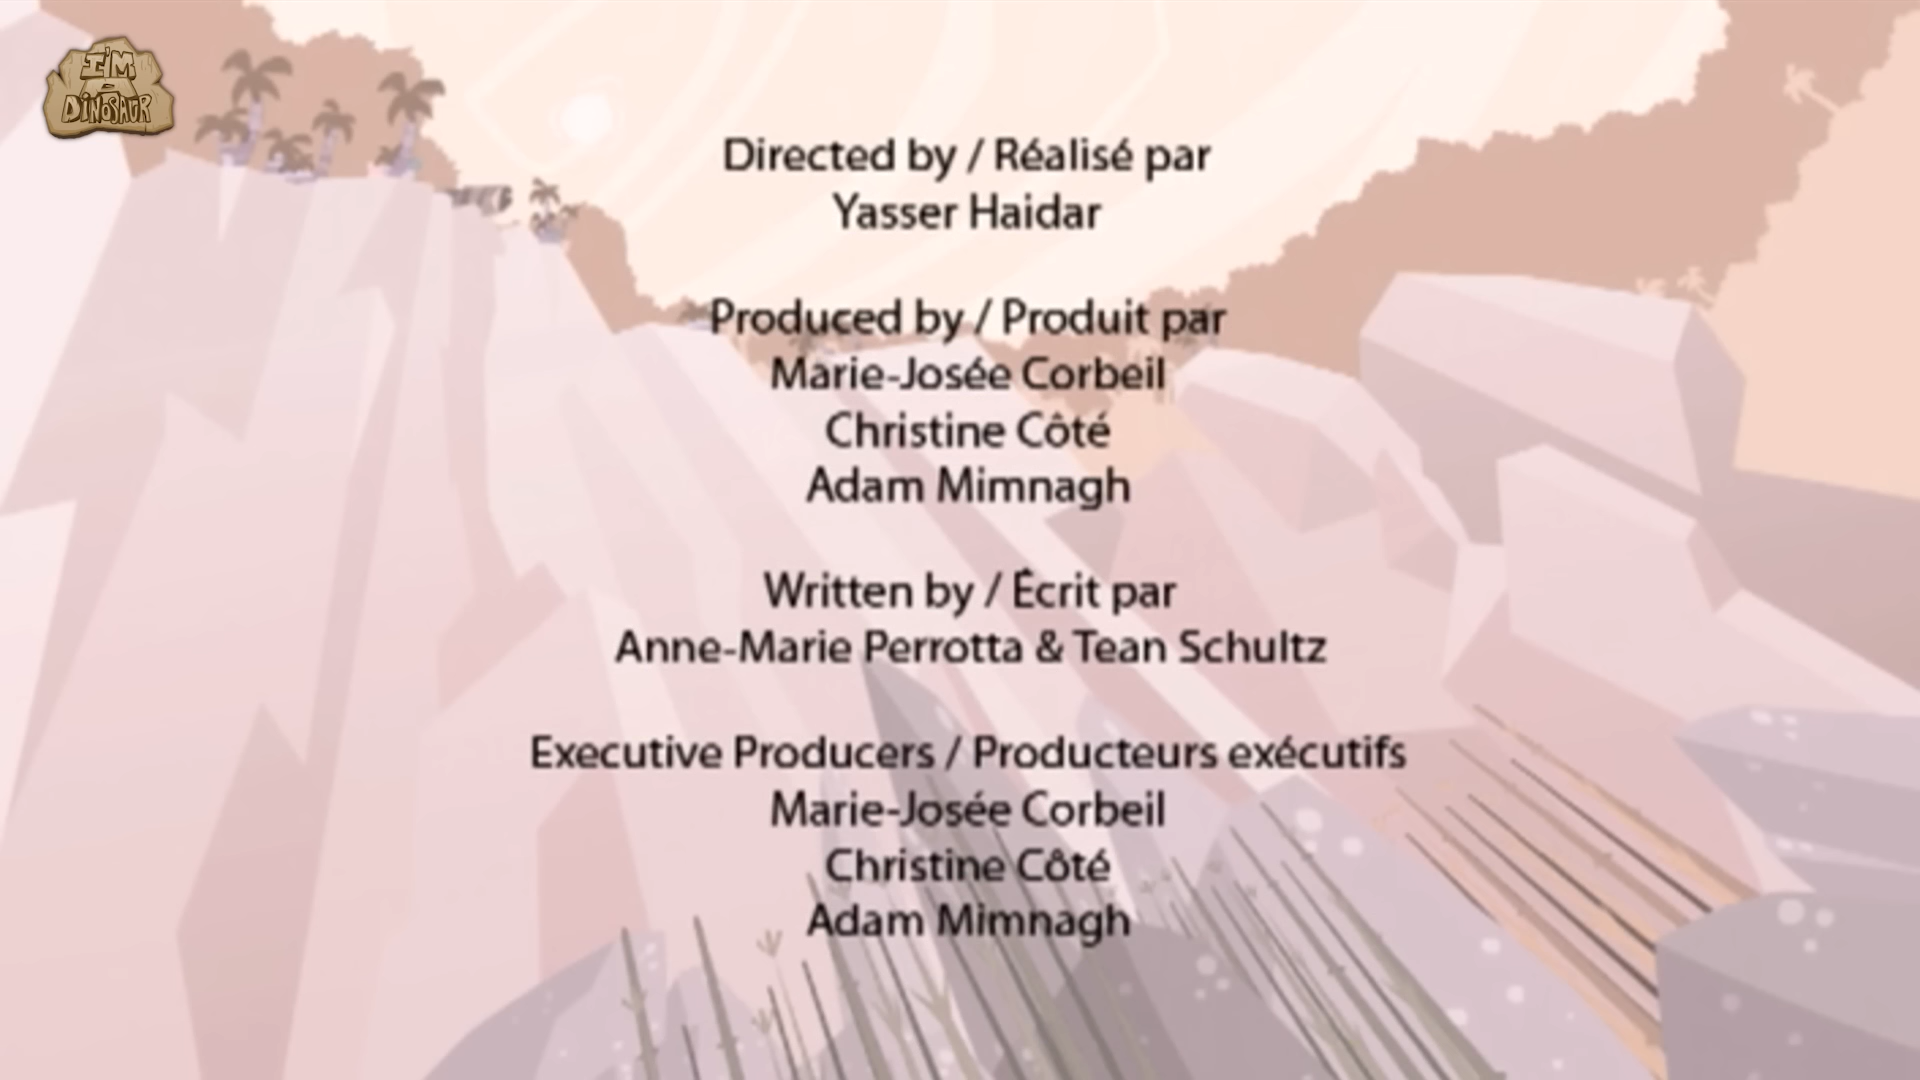 I'M
A
DINOSAUR
Directed by / Réalisé par
Yasser Haidar
Produced by / Produit par
Marie-Josée Corbeil
Christine Côté
Adam Mimnagh
Written by / Écrit par
Anne-Marie Perrotta & Tean Schultz
Executive Producers / Producteurs exécutifs
Marie-Josée Corbeil
Christine Côté
Adam Mimnagh